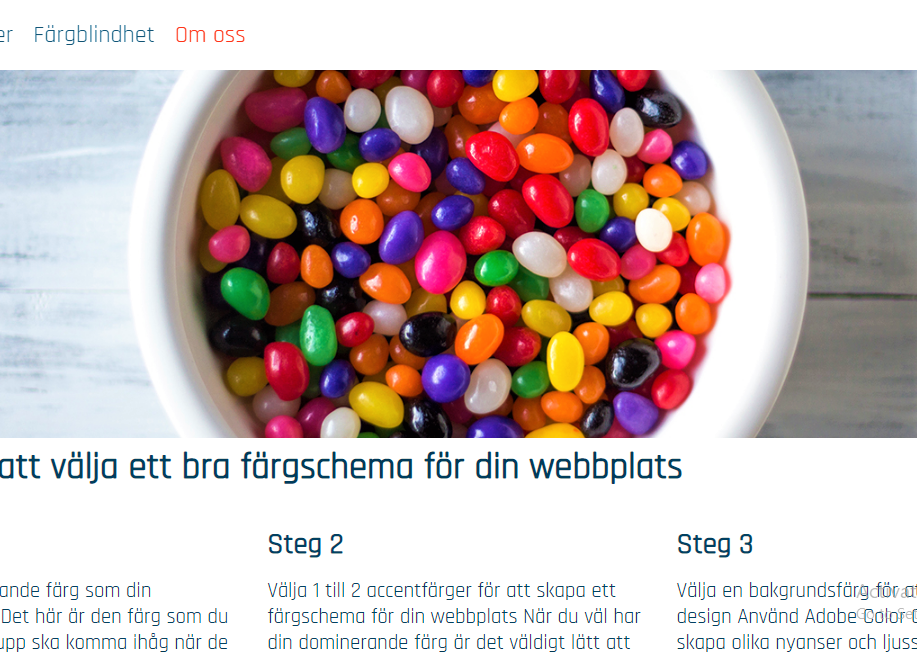 er Färgblindhet Om oss
att välja ett bra färgschema för din webbplats
ande färg som din
Det här är den färg som du
upp ska komma ihåg när de
Steg 2
Välja 1 till 2 accentfärger för att skapa ett
färgschema för din webbplats När du väl har
din dominerande färg är det väldigt lätt att
Steg 3
Välja en bakgrundsfärg för
design Använd Adobe Color
skapa olika nyanser och ljuss